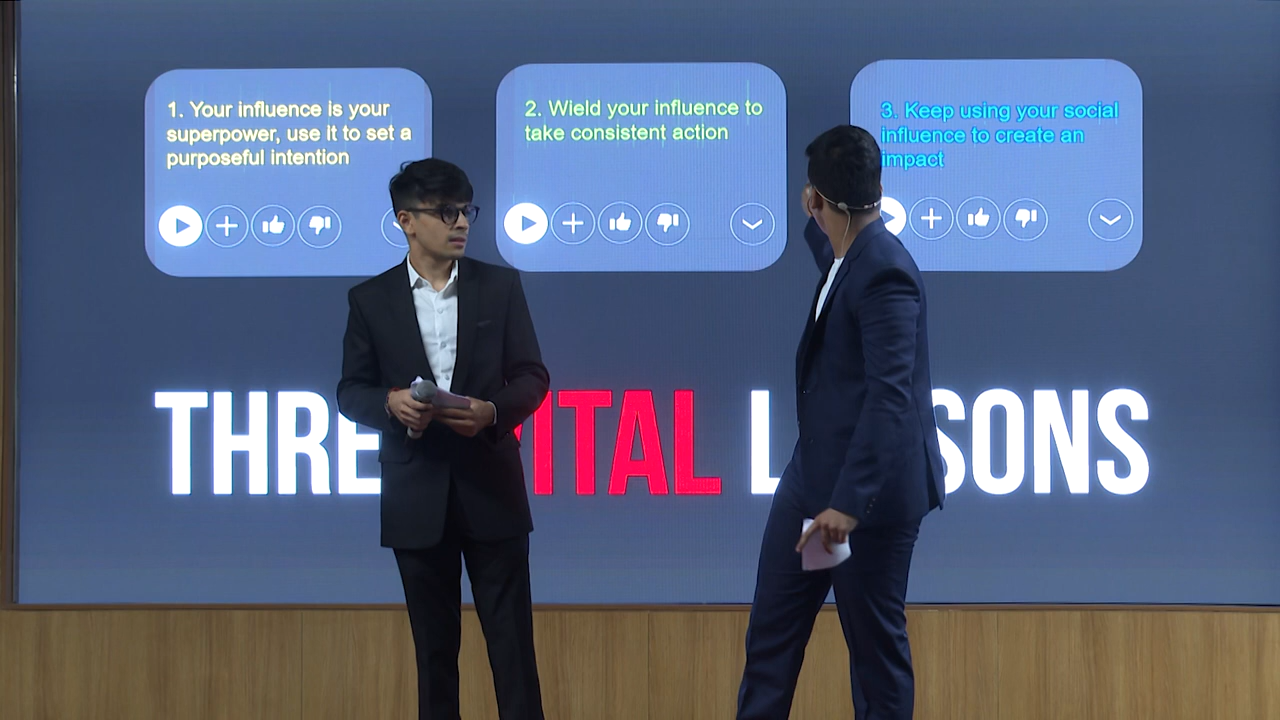 1. Your influence is your
superpower, use it to set a
purposeful intention
2. Wield your influence to
take consistent action
3. Keep using your social
influence to create an
impact
THRE ITAL L SONS